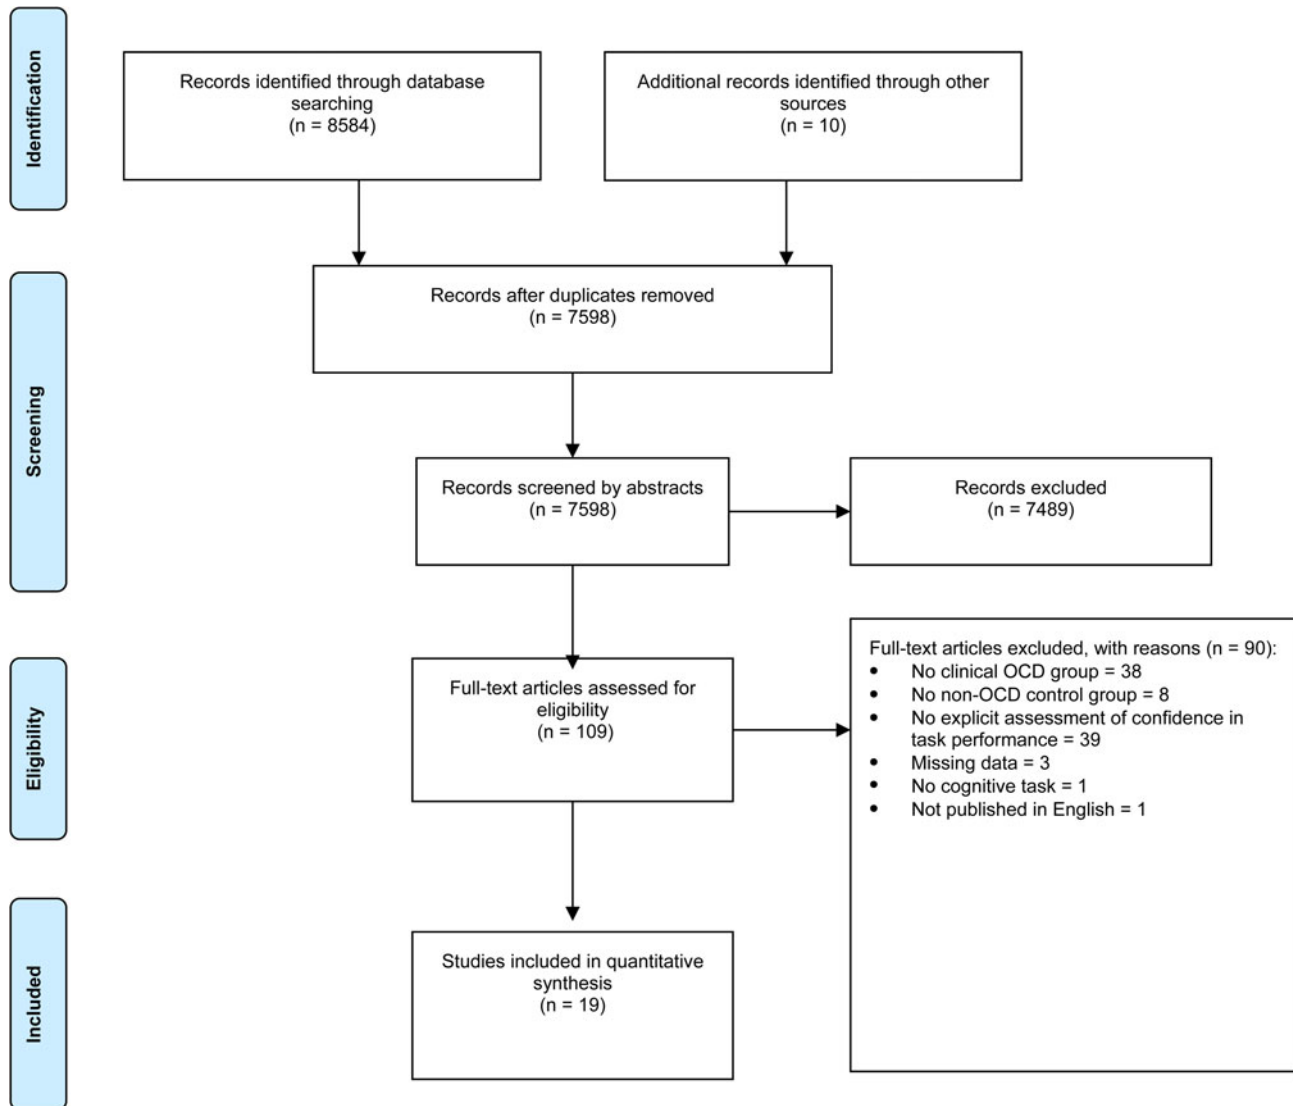 Identification
Records identified through database
searching
(n = 8584)
Additional records identified through other
sources
(n = 10)
Screening
Records after duplicates removed
(n = 7598)
Records screened by abstracts
(n = 7598)
Records excluded
(n = 7489)
Eligibility
Full-text articles assessed for
eligibility
(n = 109)
Full-text articles excluded, with reasons (n = 90):
• No clinical OCD group = 38
• No non-OCD control group = 8
• No explicit assessment of confidence in
task performance = 39
• Missing data = 3
• No cognitive task = 1
• Not published in English = 1
Included
Studies included in quantitative
synthesis
(n = 19)